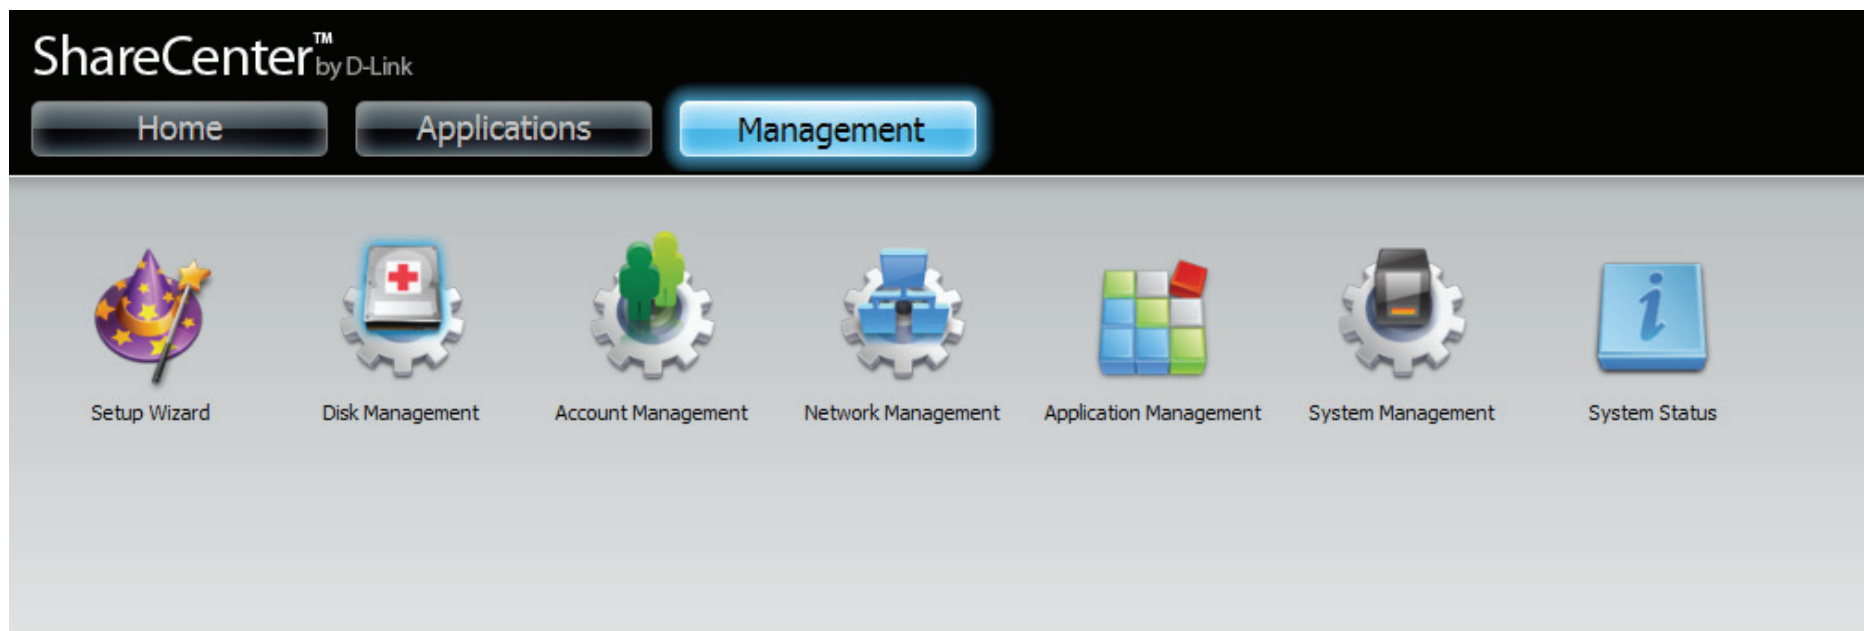 ShareCenter™ by D-Link
Home Applications Management
Setup Wizard Disk Management Account Management Network Management Application Management System Management System Status